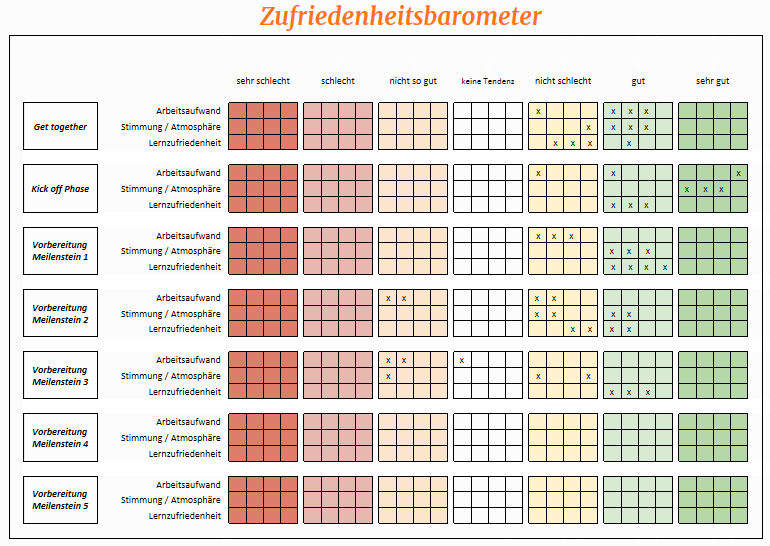 Zufriedenheitsbarometer
sehr schlecht schlecht nicht so gut keine Tendenz nicht schlecht gut sehr gut
Get together
Arbeitsaufwand x x x x
Stimmung / Atmosphäre x x x x
Lernzufriedenheit x x x x
Kick off Phase
Arbeitsaufwand x x x
Stimmung / Atmosphäre x x x
Lernzufriedenheit x x x
Vorbereitung
Meilenstein 1
Arbeitsaufwand x x x
Stimmung / Atmosphäre x x x
Lernzufriedenheit x x x x
Vorbereitung
Meilenstein 2
Arbeitsaufwand x x x x
Stimmung / Atmosphäre x x x x
Lernzufriedenheit x x x x
Vorbereitung
Meilenstein 3
Arbeitsaufwand x x x
Stimmung / Atmosphäre x x x
Lernzufriedenheit x x x
Vorbereitung
Meilenstein 4
Arbeitsaufwand
Stimmung / Atmosphäre
Lernzufriedenheit
Vorbereitung
Meilenstein 5
Arbeitsaufwand
Stimmung / Atmosphäre
Lernzufriedenheit